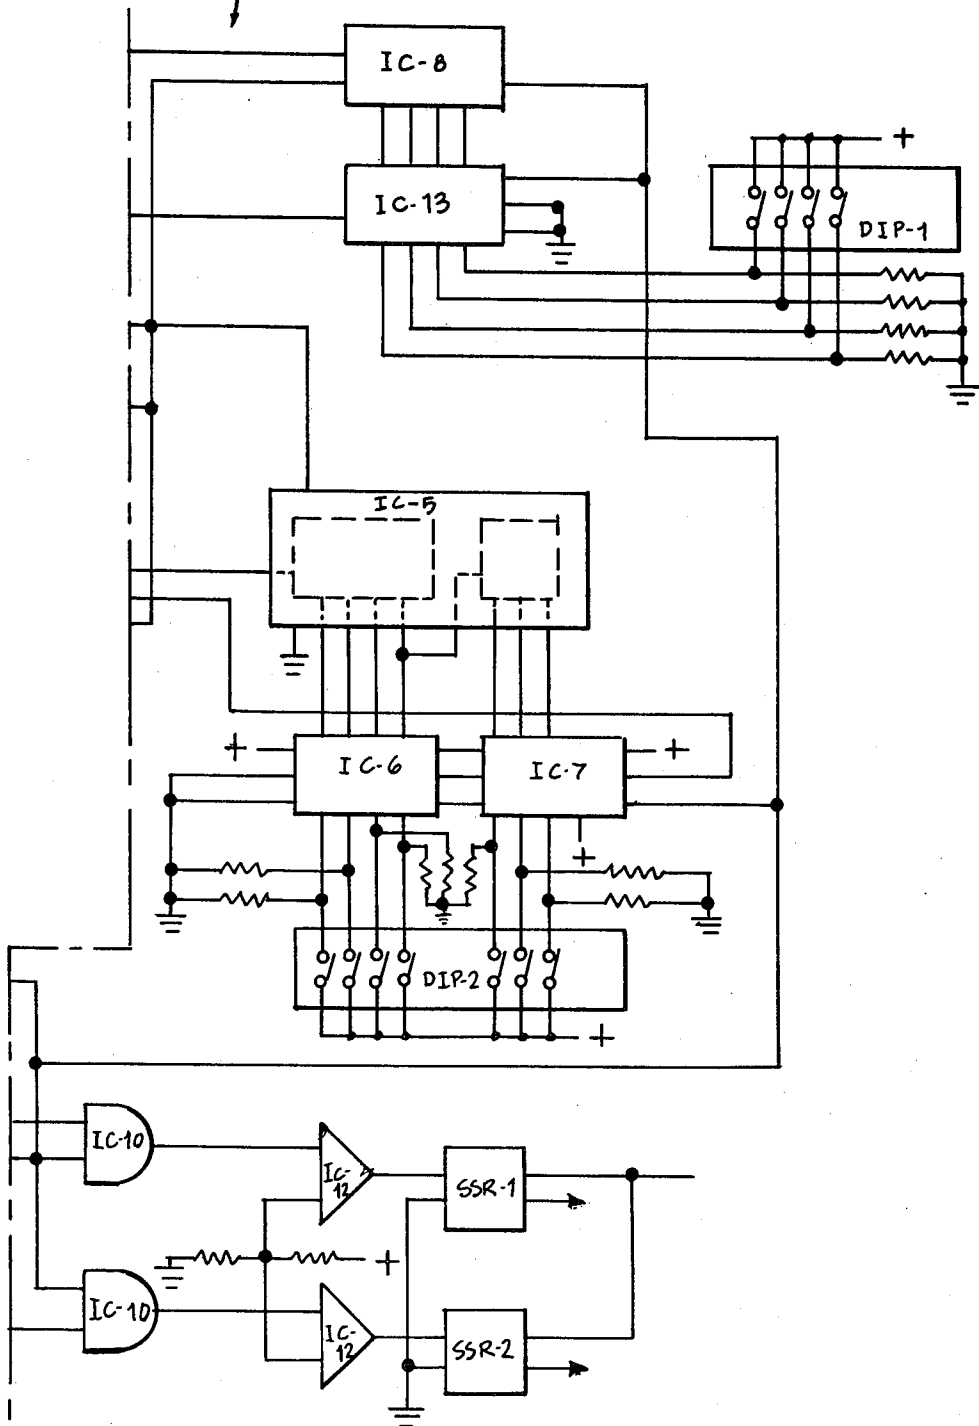 IC-8
+
IC-13
DIP-1
IC-5
+
IC-6
IC-7
+
+
DIP-2
+
IC-10
IC-12
SSR-1
+
IC-10
IC-12
SSR-2